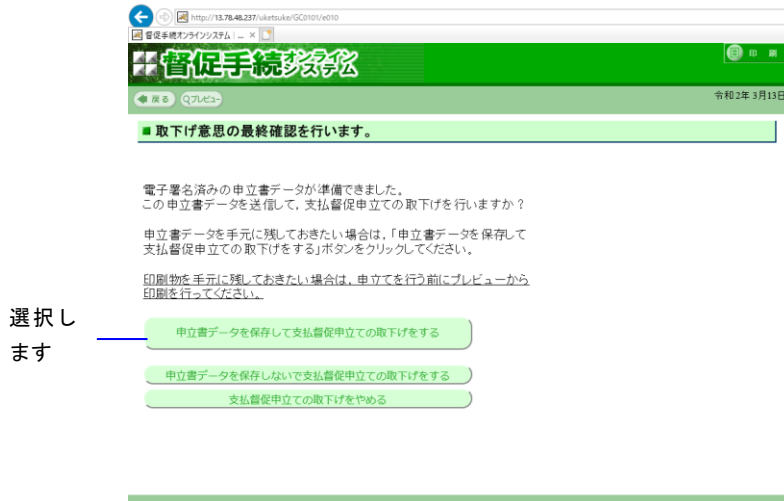 http://13.78.48.237/uketsuke/GC0101/e010
督促手続オンラインシステム | ... ×
督促手続オンラインシステム
印 刷
戻る Qプレビュー
令和2年 3月13日
■ 取下げ意思の最終確認を行います。
電子署名済みの申立書データが準備できました。
この申立書データを送信して，支払督促申立ての取下げを行いますか？
申立書データを手元に残しておきたい場合は，「申立書データを保存して
支払督促申立ての取下げをする」ボタンをクリックしてください。
印刷物を手元に残しておきたい場合は，申立てを行う前にプレビューから
印刷を行ってください。
選択し
ます
申立書データを保存して支払督促申立ての取下げをする
申立書データを保存しないで支払督促申立ての取下げをする
支払督促申立ての取下げをやめる